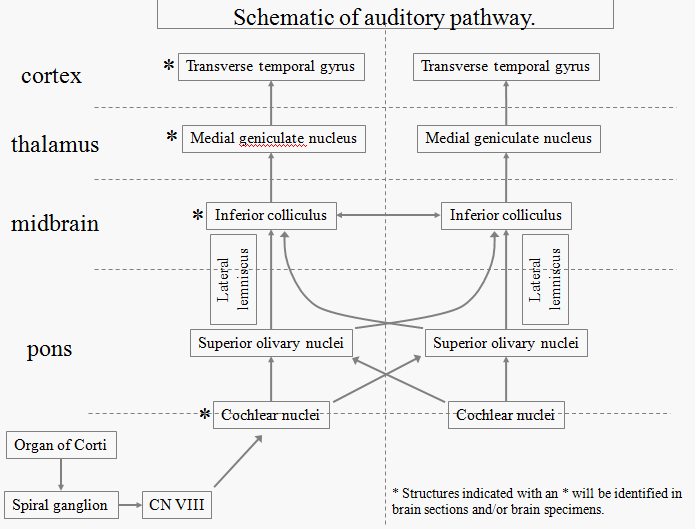 Schematic of auditory pathway.
cortex
* Transverse temporal gyrus
Transverse temporal gyrus
thalamus
* Medial geniculate nucleus
Medial geniculate nucleus
midbrain
* Inferior colliculus
Inferior colliculus
Lateral
lemniscus
Lateral
lemniscus
pons
Superior olivary nuclei
Superior olivary nuclei
* Cochlear nuclei
Cochlear nuclei
Organ of Corti
Spiral ganglion
CN VIII
* Structures indicated with an * will be identified in
brain sections and/or brain specimens.